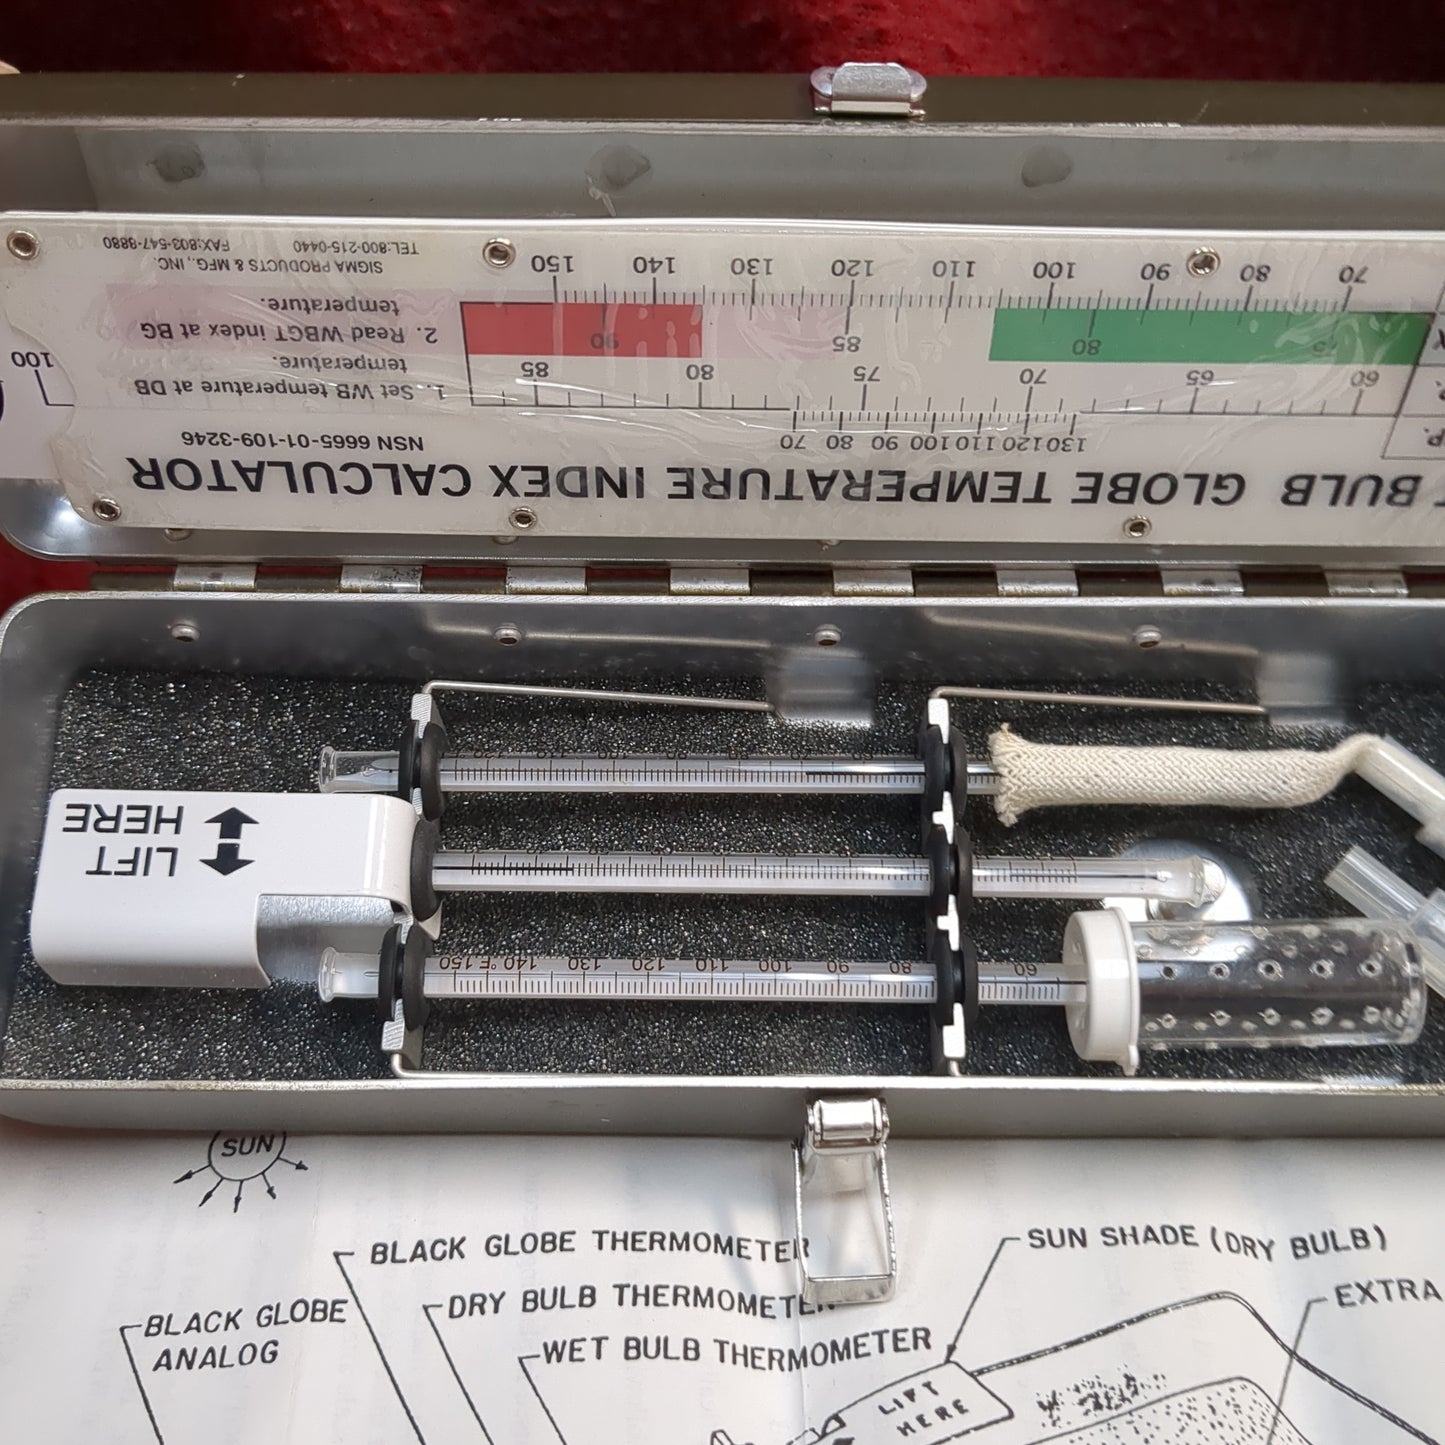 BULB GLOBE TEMPERATURE INDEX CALCULATOR
NSN 6665-01-109-3246
130 120 110 100 90 80 70
1. Set WB temperature at DB
temperature.
60 65 70 75 80 85
100
2. Read WBGT index at BG
temperature.
80 85 90
70 80 90 100 110 120 130 140 150
SIGMA PRODUCTS & MFG., INC.
TEL:800-215-0440 FAX:803-547-9880
LIFT
HERE
60 80 90 100 110 120 130 140 °F 150
SUN
BLACK GLOBE THERMOMETER
SUN SHADE (DRY BULB)
DRY BULB THERMOMETER
EXTRA
BLACK GLOBE
ANALOG
WET BULB THERMOMETER
LIFT
HERE